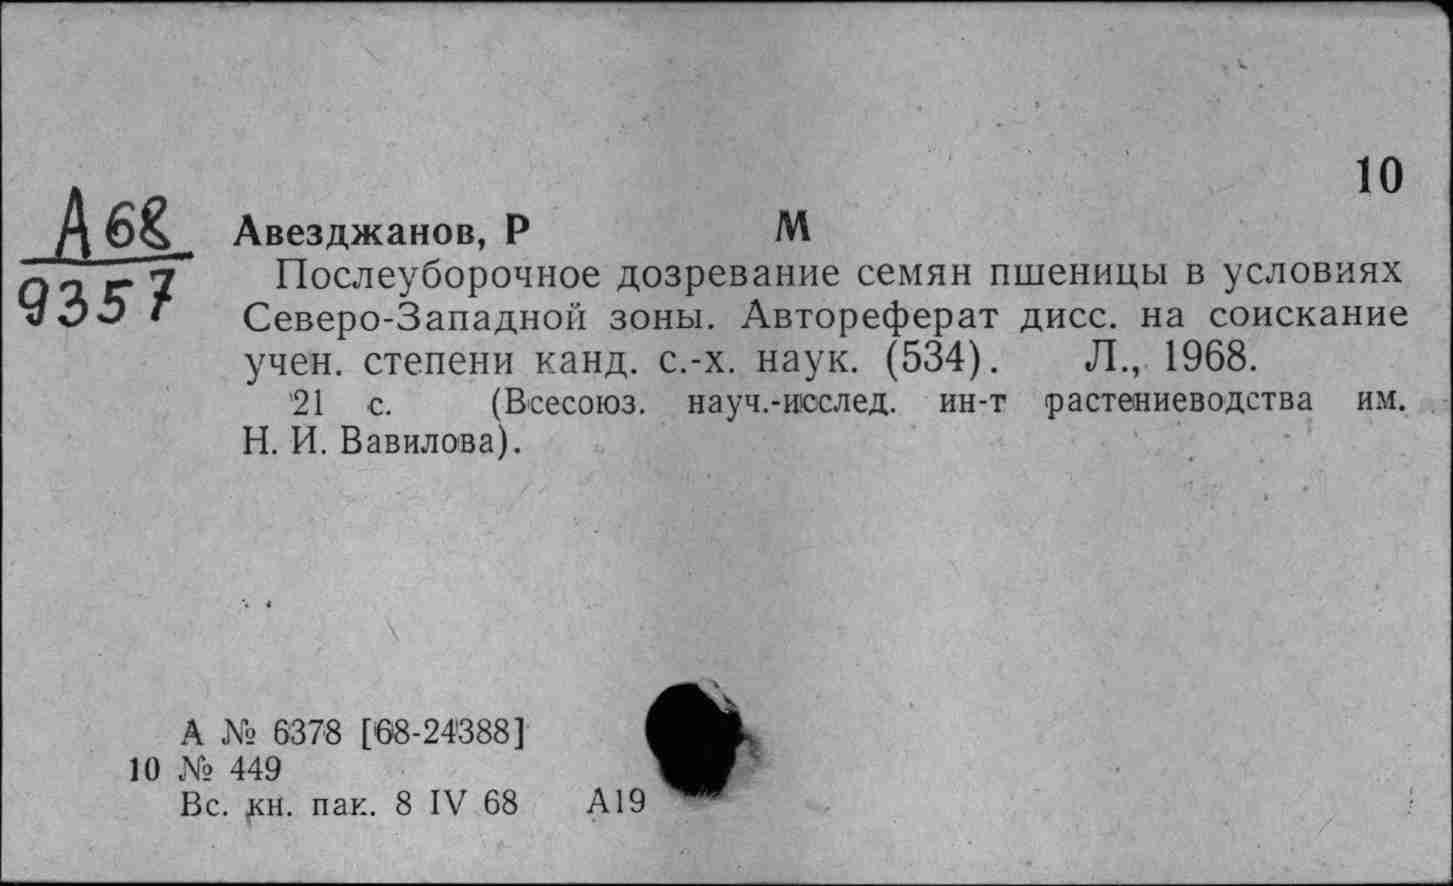 10
А68
9357
Авезджанов, Р М
Послеуборочное дозревание семян пшеницы в условиях
Северо-Западной зоны. Автореферат дисс. на соискание
учен. степени канд. с.-х. наук. (534). Л., 1968.
21 с. (Всесоюз. науч.-исслед. ин-т растениеводства им.
Н. И. Вавилова).
А № 6378 [68-24388]
10 № 449
Вс. кн. пак. 8 IV 68 А19